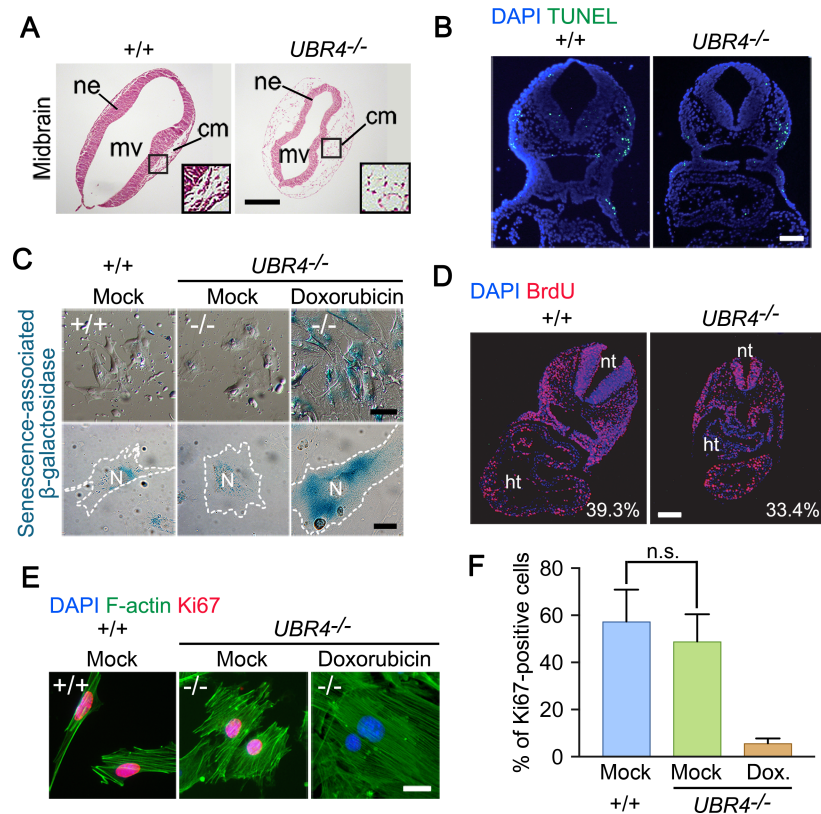 A
+/+
UBR4-/-
Midbrain
ne
mv
cm
ne
mv
cm
B
DAPI TUNEL
+/+
UBR4-/-
C
+/+
UBR4-/-
Mock
Mock
Doxorubicin
Senescence-associated
β-galactosidase
+/+
-/-
-/-
N
N
N
D
DAPI BrdU
+/+
UBR4-/-
nt
ht
39.3%
nt
ht
33.4%
E
DAPI F-actin Ki67
+/+
UBR4-/-
Mock
Mock
Doxorubicin
+/+
-/-
-/-
F
% of Ki67-positive cells
80
60
40
20
0
n.s.
Mock
Mock
Dox.
+/+
UBR4-/-